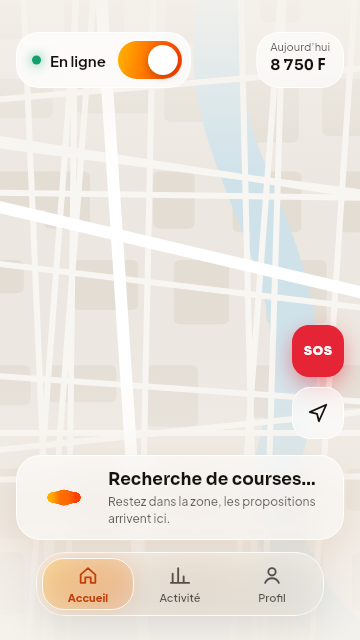 En ligne
Aujourd'hui
8 750 F
SOS
Recherche de courses...
Restez dans la zone, les propositions
arrivent ici.
Accueil
Activité
Profil